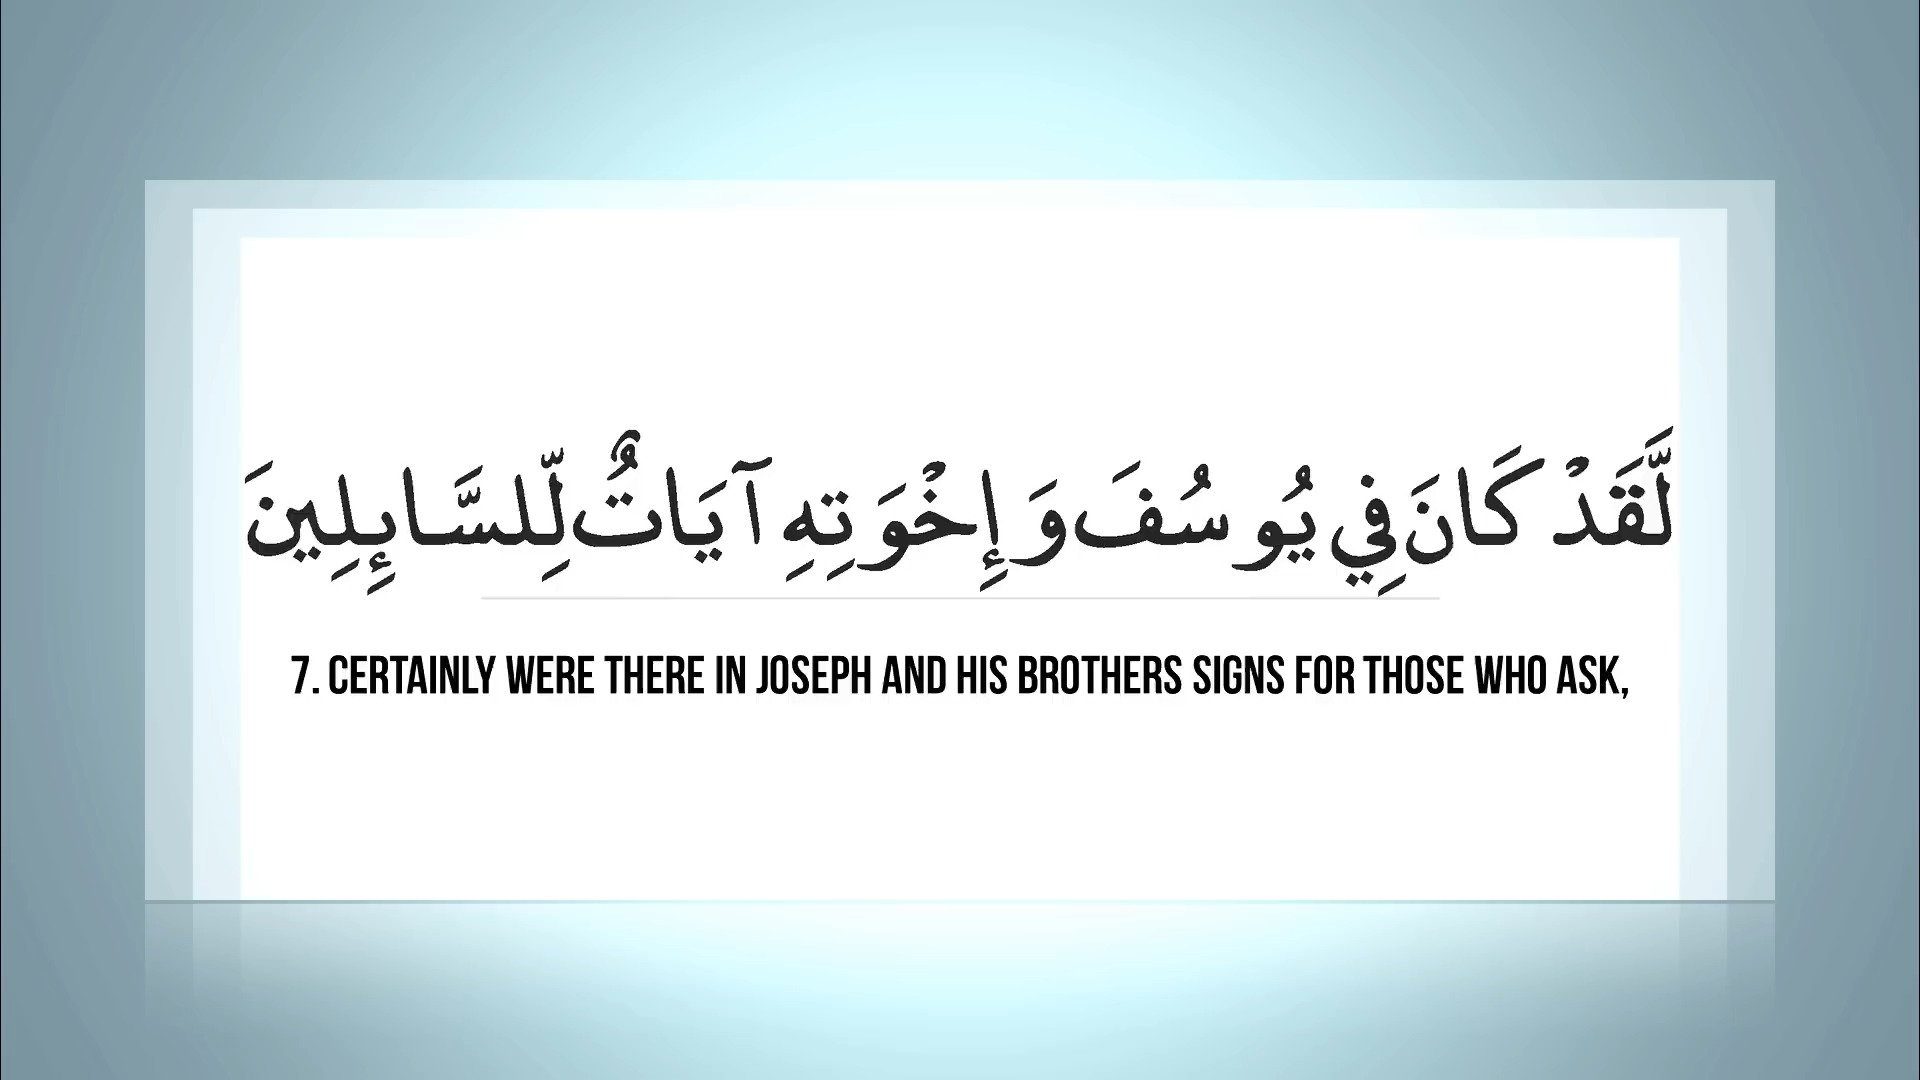 لَّقَدْ كَانَ فِي يُوسُفَ وَإِخْوَتِهِ آيَاتٌ لِّلسَّائِلِينَ
7. CERTAINLY WERE THERE IN JOSEPH AND HIS BROTHERS SIGNS FOR THOSE WHO ASK,